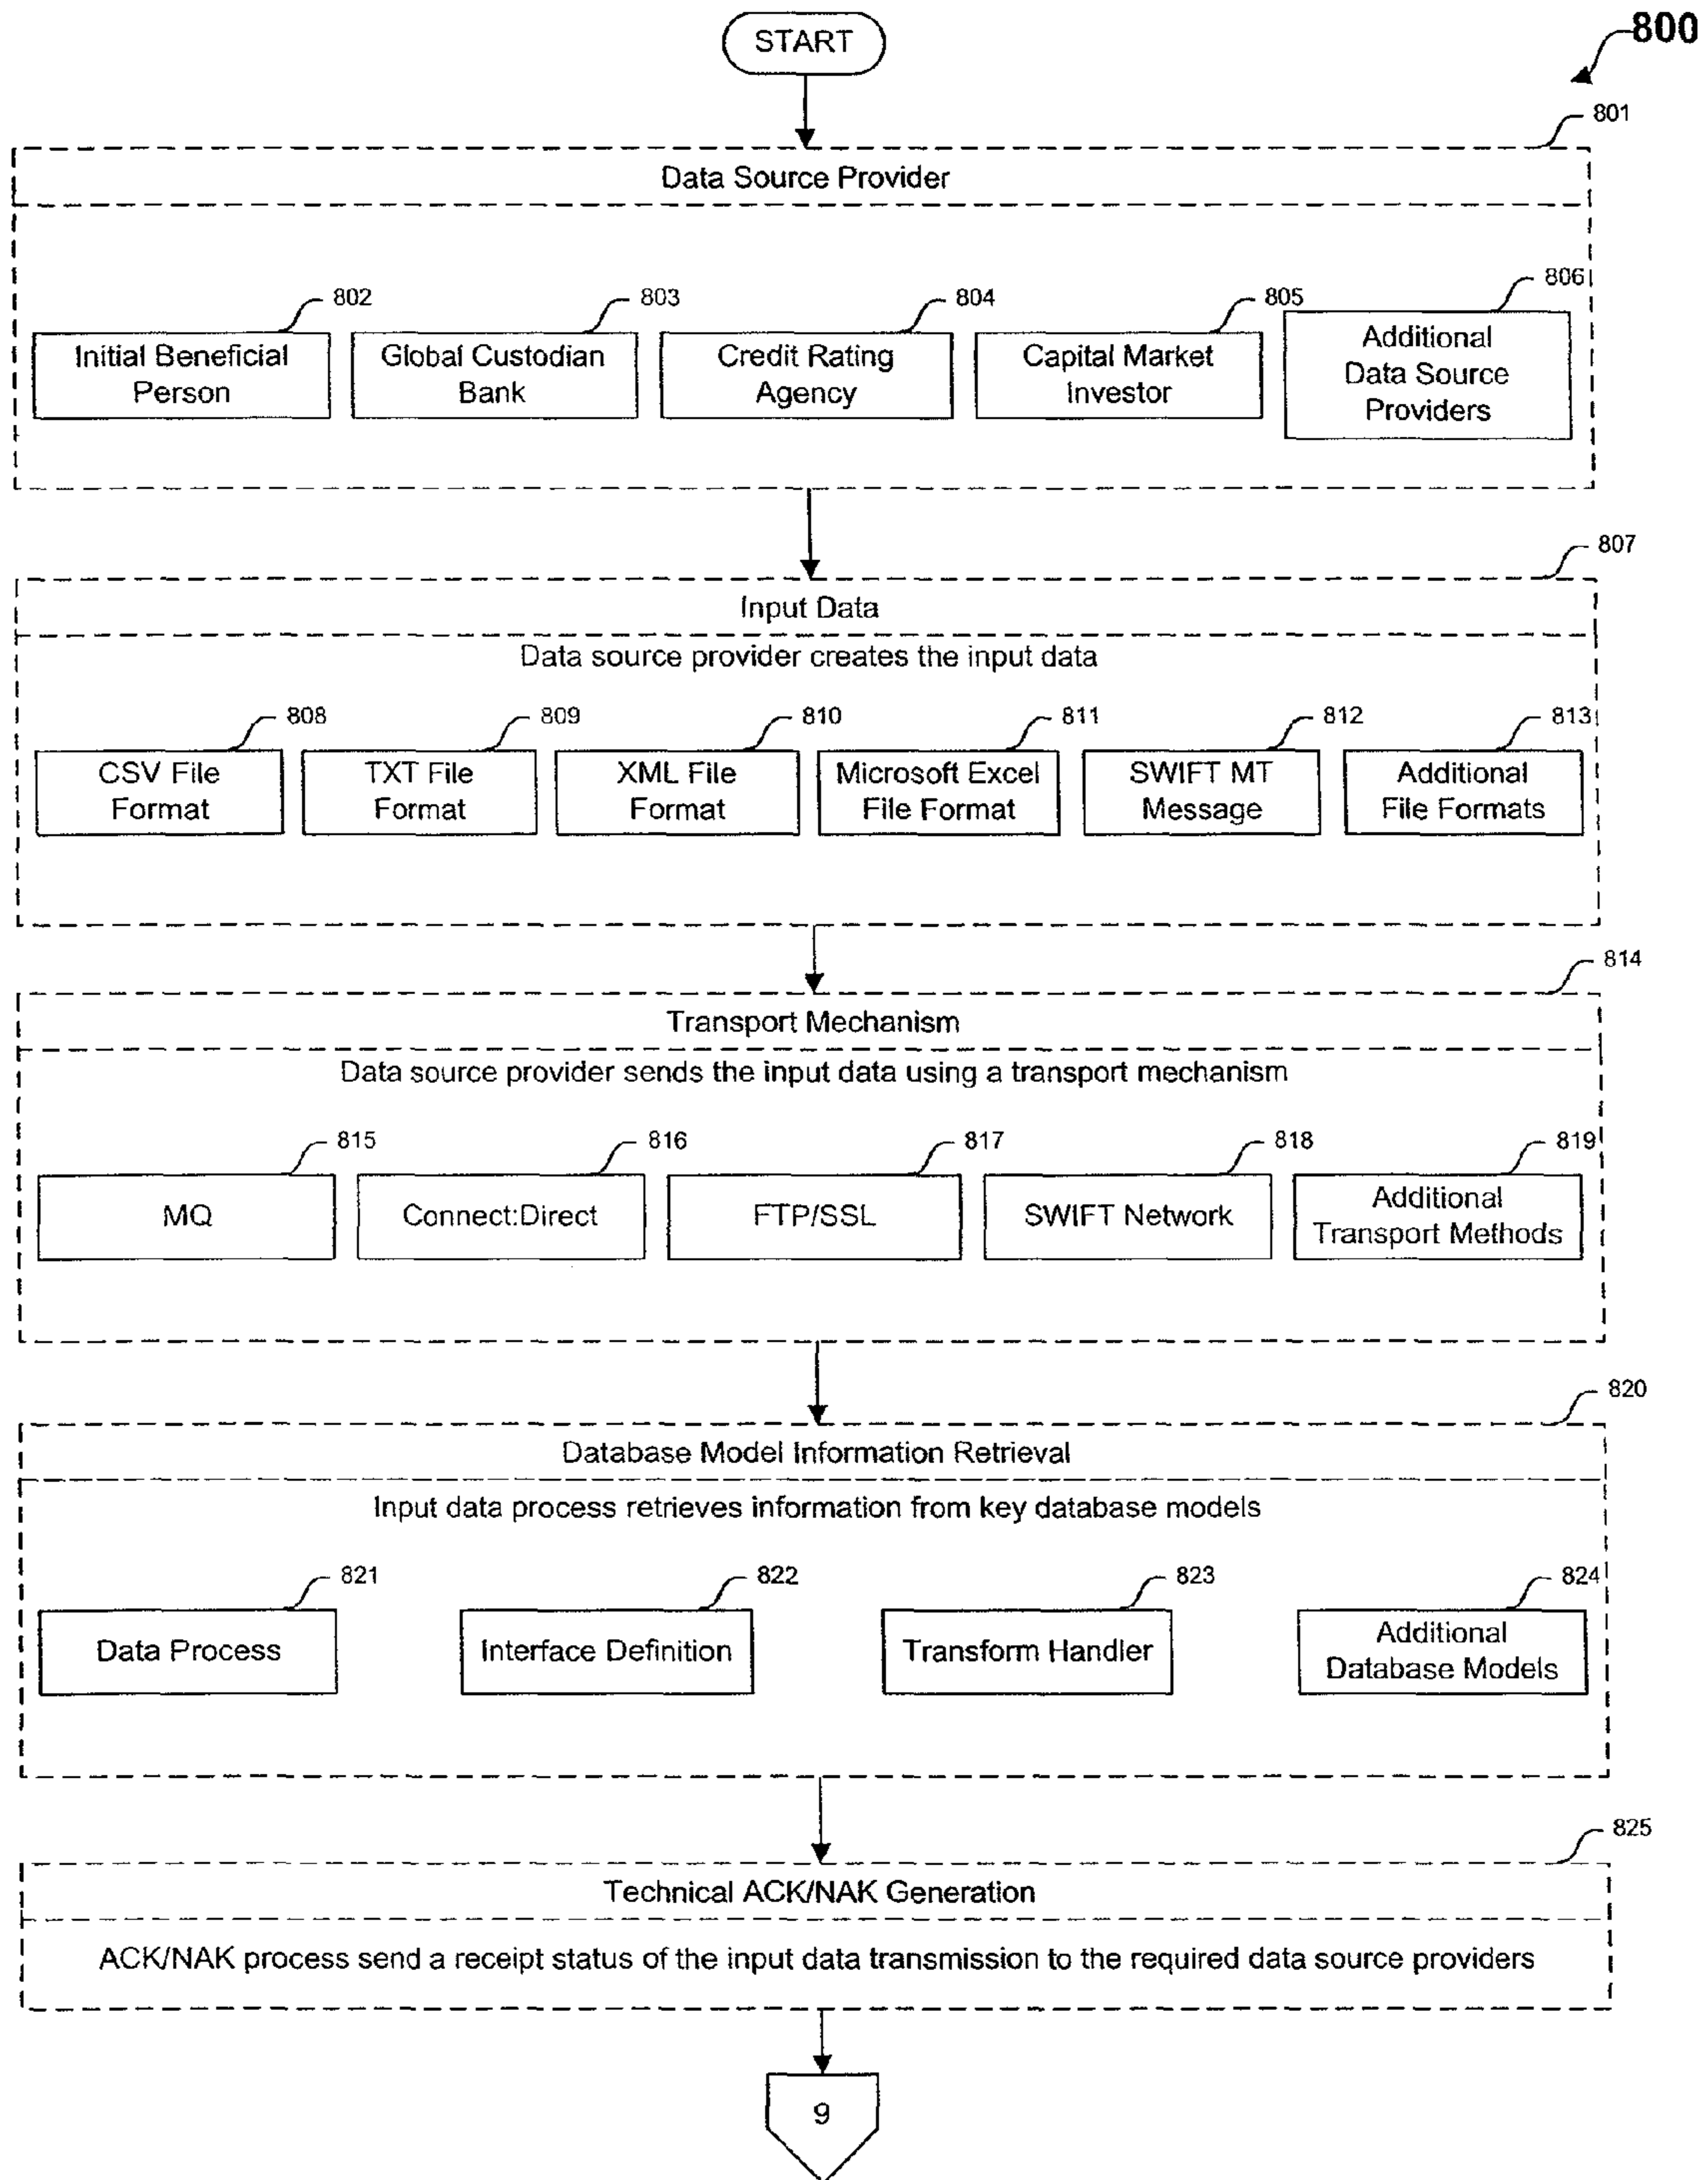 START
800
801
Data Source Provider
802
803
804
805
806
Initial Beneficial
Person
Global Custodian
Bank
Credit Rating
Agency
Capital Market
Investor
Additional
Data Source
Providers
807
Input Data
Data source provider creates the input data
808
809
810
811
812
813
CSV File
Format
TXT File
Format
XML File
Format
Microsoft Excel
File Format
SWIFT MT
Message
Additional
File Formats
814
Transport Mechanism
Data source provider sends the input data using a transport mechanism
815
816
817
818
819
MQ
Connect:Direct
FTP/SSL
SWIFT Network
Additional
Transport Methods
820
Database Model Information Retrieval
Input data process retrieves information from key database models
821
822
823
824
Data Process
Interface Definition
Transform Handler
Additional
Database Models
825
Technical ACK/NAK Generation
ACK/NAK process send a receipt status of the input data transmission to the required data source providers
9